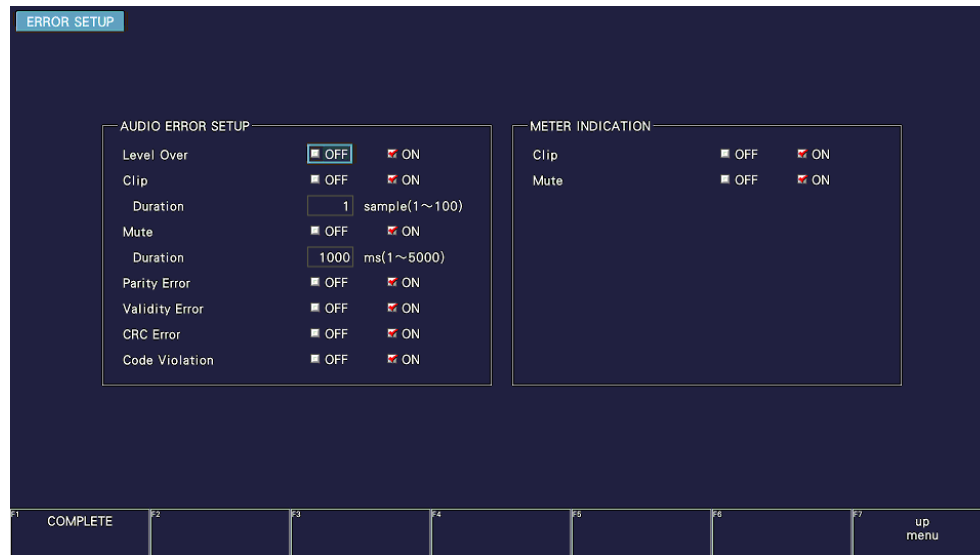 ERROR SETUP
AUDIO ERROR SETUP
Level Over OFF ON
Clip OFF ON
Duration 1 sample(1～100)
Mute OFF ON
Duration 1000 ms(1～5000)
Parity Error OFF ON
Validity Error OFF ON
CRC Error OFF ON
Code Violation OFF ON
METER INDICATION
Clip OFF ON
Mute OFF ON
F1 COMPLETE
F2
F3
F4
F5
F6
F7 up
menu